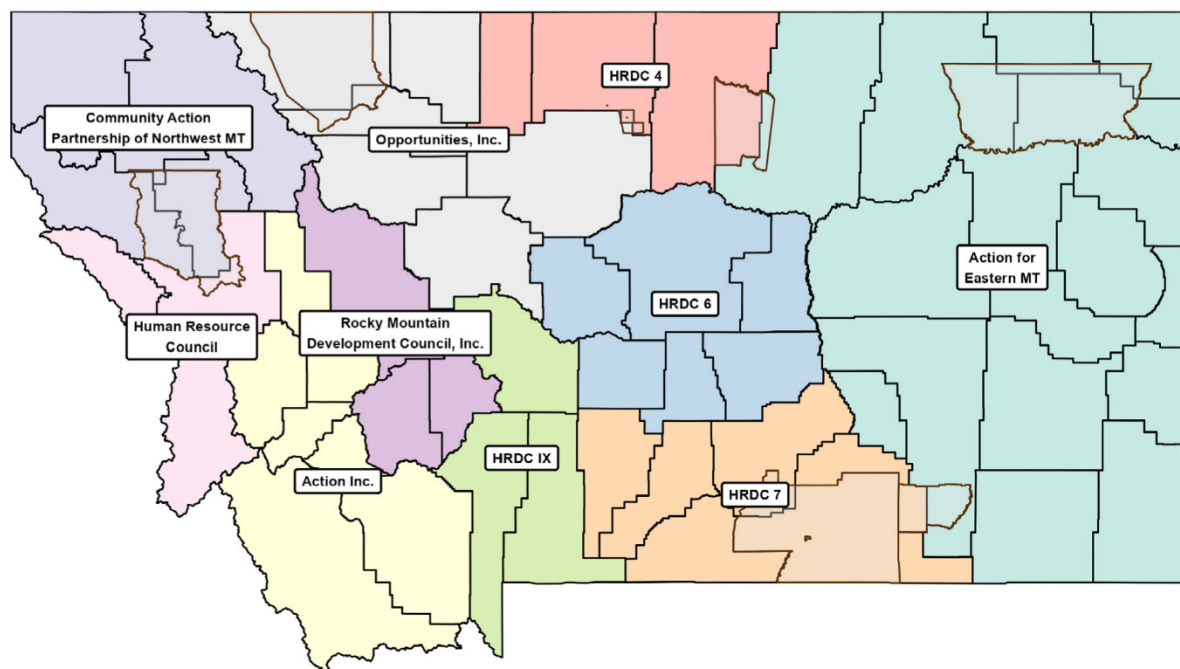 HRDC 4
Community Action
Partnership of Northwest MT
Opportunities, Inc.
Action for
Eastern MT
HRDC 6
Human Resource
Council
Rocky Mountain
Development Council, Inc.
HRDC IX
Action Inc.
HRDC 7